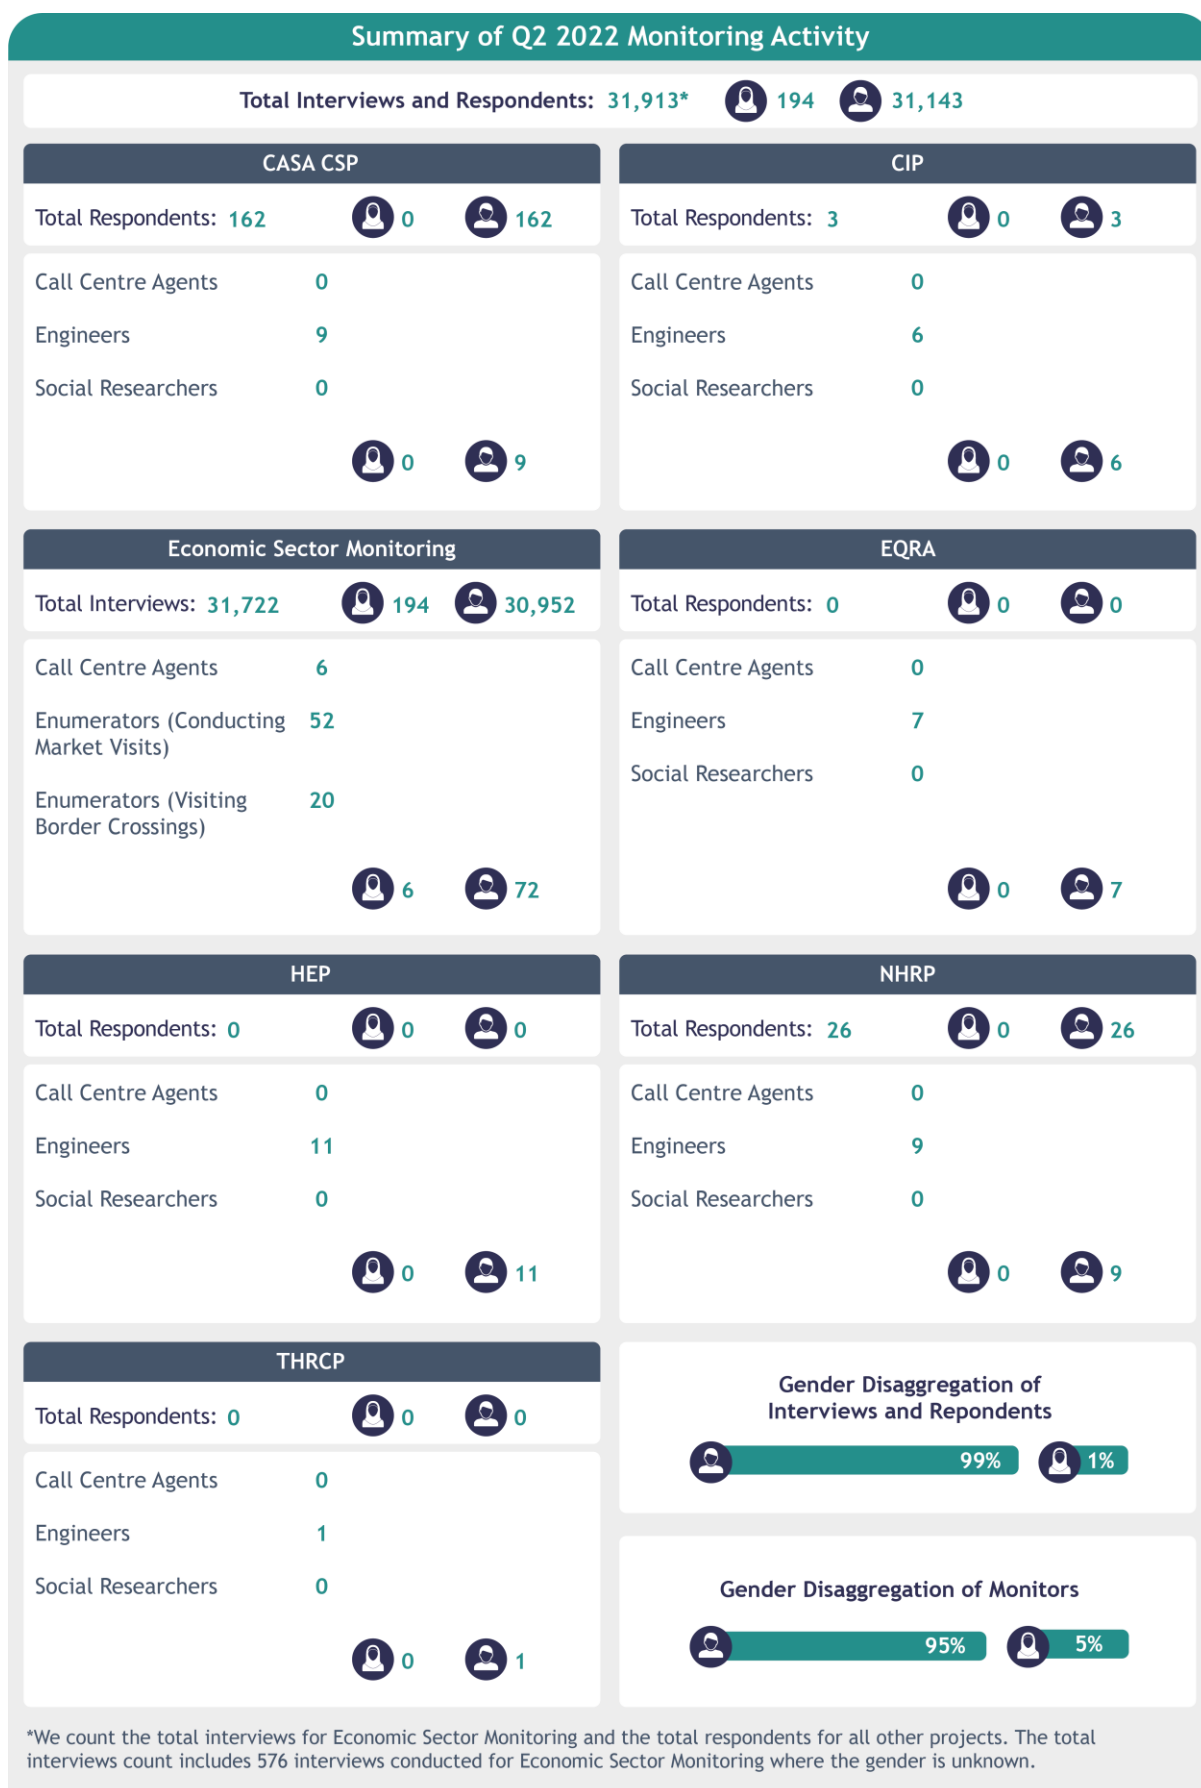 Summary of Q2 2022 Monitoring Activity
Total Interviews and Respondents: 31,913* 194 31,143
CASA CSP
Total Respondents: 162 0 162
Call Centre Agents 0
Engineers 9
Social Researchers 0
0 9
CIP
Total Respondents: 3 0 3
Call Centre Agents 0
Engineers 6
Social Researchers 0
0 6
Economic Sector Monitoring
Total Interviews: 31,722 194 30,952
Call Centre Agents 6
Enumerators (Conducting 52
Market Visits)
Enumerators (Visiting 20
Border Crossings)
6 72
EQRA
Total Respondents: 0 0 0
Call Centre Agents 0
Engineers 7
Social Researchers 0
0 7
HEP
Total Respondents: 0 0 0
Call Centre Agents 0
Engineers 11
Social Researchers 0
0 11
NHRP
Total Respondents: 26 0 26
Call Centre Agents 0
Engineers 9
Social Researchers 0
0 9
THRCP
Total Respondents: 0 0 0
Call Centre Agents 0
Engineers 1
Social Researchers 0
0 1
Gender Disaggregation of
Interviews and Repondents
99% 1%
Gender Disaggregation of Monitors
95% 5%
*We count the total interviews for Economic Sector Monitoring and the total respondents for all other projects. The total
interviews count includes 576 interviews conducted for Economic Sector Monitoring where the gender is unknown.